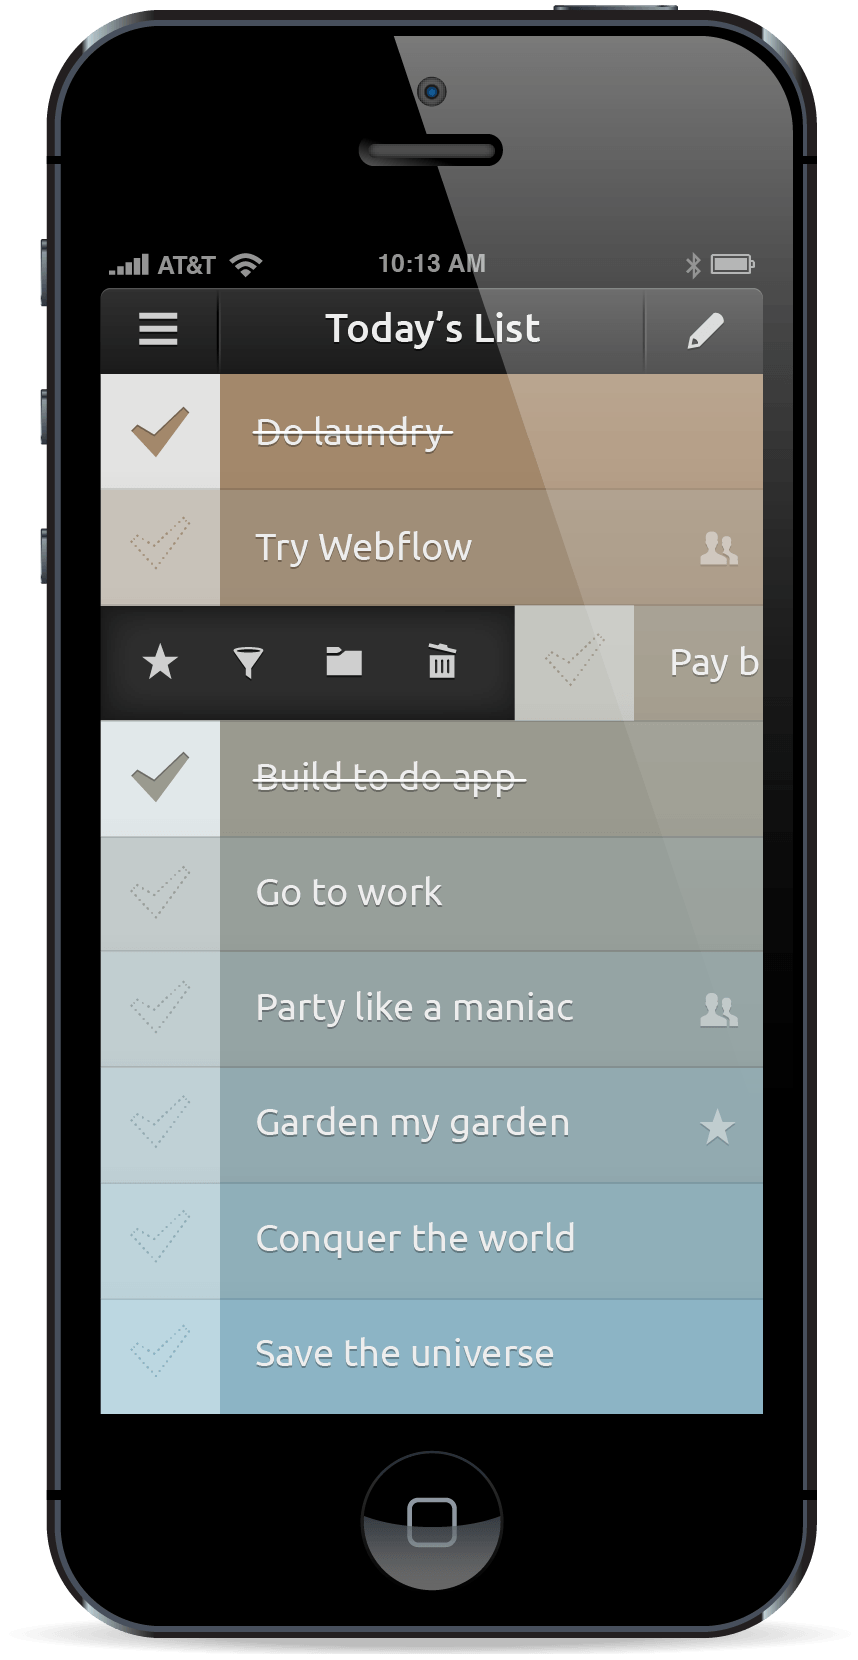 AT&T 10:13 AM
Today’s List
Do laundry
Try Webflow
Pay b
Build to do app
Go to work
Party like a maniac
Garden my garden
Conquer the world
Save the universe